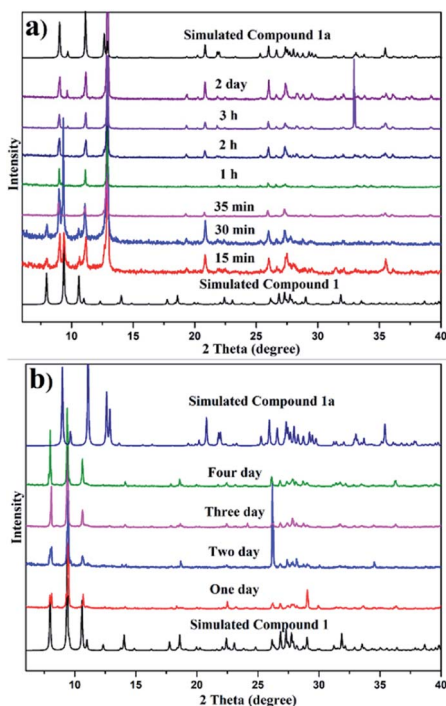 a)
Simulated Compound 1a
2 day
3 h
2 h
1 h
35 min
30 min
15 min
Simulated Compound 1
Intensity
10 15 20 25 30 35 40
2 Theta (degree)
b)
Simulated Compound 1a
Four day
Three day
Two day
One day
Simulated Compound 1
Intensity
10 15 20 25 30 35 40
2 Theta (degree)